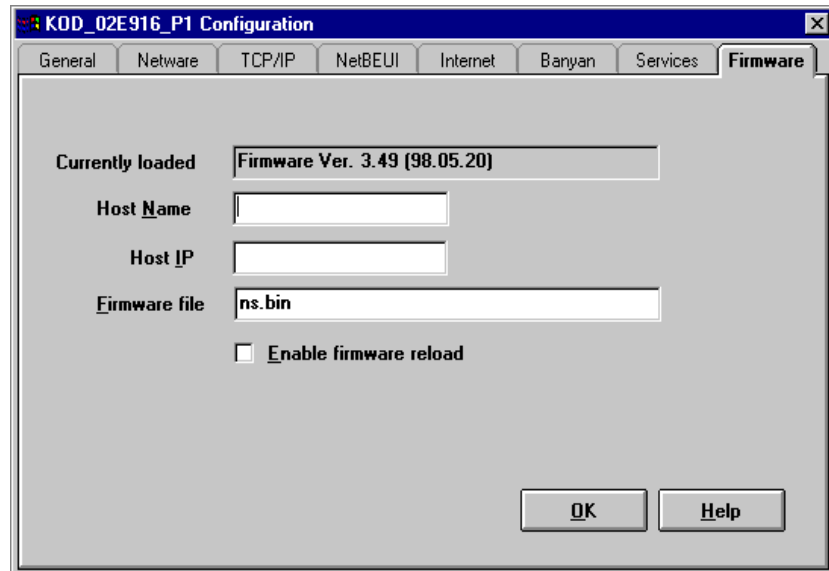 KOD_02E916_P1 Configuration
General Netware TCP/IP NetBEUI Internet Banyan Services Firmware
Currently loaded Firmware Ver. 3.49 (98.05.20)
Host Name
Host IP
Firmware file ns.bin
Enable firmware reload
OK Help